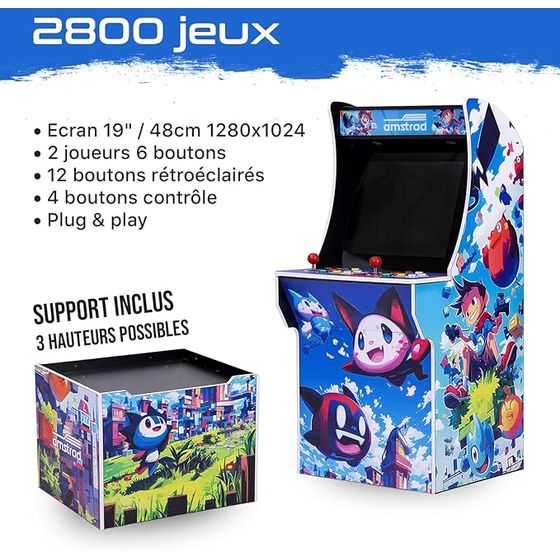 2800 jeux
• Ecran 19" / 48cm 1280x1024
• 2 joueurs 6 boutons
• 12 boutons rétroéclairés
• 4 boutons contrôle
• Plug & play
amstrad
SUPPORT INCLUS
3 HAUTEURS POSSIBLES
amstrad